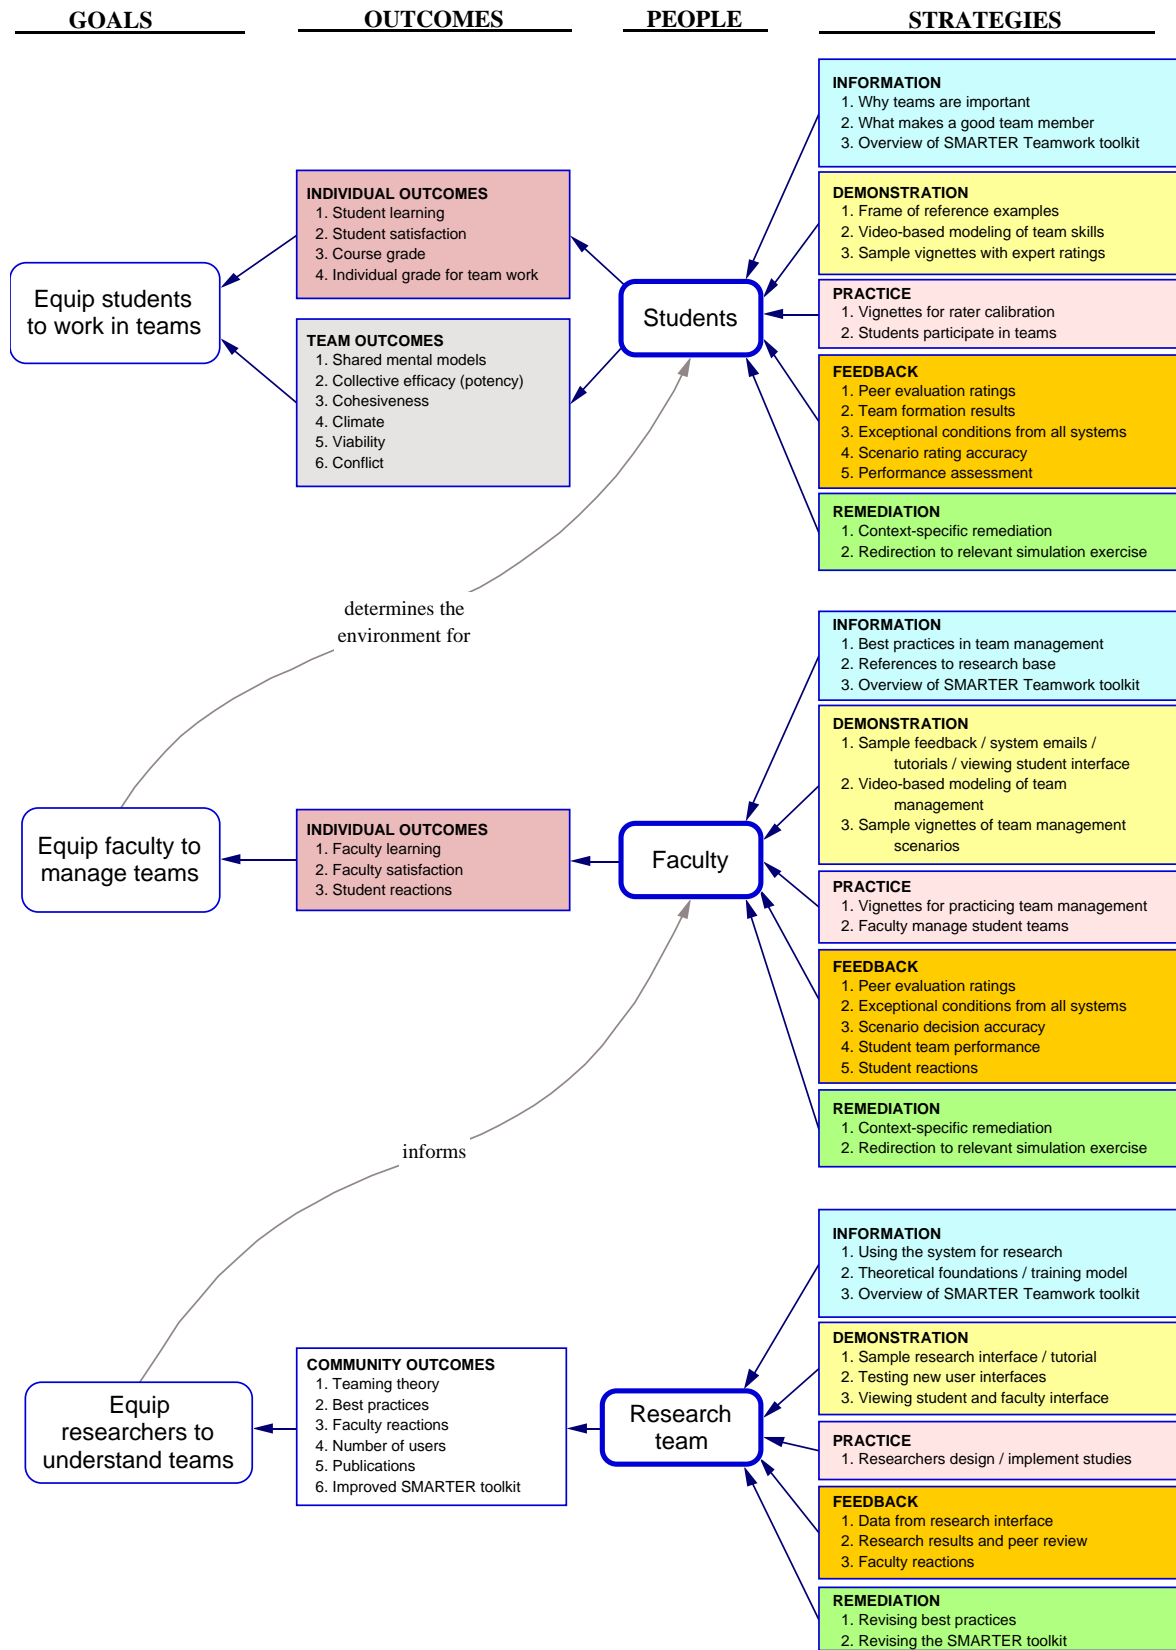 GOALS
OUTCOMES
PEOPLE
STRATEGIES
Equip students
to work in teams
INDIVIDUAL OUTCOMES
1. Student learning
2. Student satisfaction
3. Course grade
4. Individual grade for team work
TEAM OUTCOMES
1. Shared mental models
2. Collective efficacy (potency)
3. Cohesiveness
4. Climate
5. Viability
6. Conflict
Students
INFORMATION
1. Why teams are important
2. What makes a good team member
3. Overview of SMARTER Teamwork toolkit
DEMONSTRATION
1. Frame of reference examples
2. Video-based modeling of team skills
3. Sample vignettes with expert ratings
PRACTICE
1. Vignettes for rater calibration
2. Students participate in teams
FEEDBACK
1. Peer evaluation ratings
2. Team formation results
3. Exceptional conditions from all systems
4. Scenario rating accuracy
5. Performance assessment
REMEDIATION
1. Context-specific remediation
2. Redirection to relevant simulation exercise
determines the
environment for
Equip faculty to
manage teams
INDIVIDUAL OUTCOMES
1. Faculty learning
2. Faculty satisfaction
3. Student reactions
Faculty
INFORMATION
1. Best practices in team management
2. References to research base
3. Overview of SMARTER Teamwork toolkit
DEMONSTRATION
1. Sample feedback / system emails /
tutorials / viewing student interface
2. Video-based modeling of team
management
3. Sample vignettes of team management
scenarios
PRACTICE
1. Vignettes for practicing team management
2. Faculty manage student teams
FEEDBACK
1. Peer evaluation ratings
2. Exceptional conditions from all systems
3. Scenario decision accuracy
4. Student team performance
5. Student reactions
REMEDIATION
1. Context-specific remediation
2. Redirection to relevant simulation exercise
informs
Equip
researchers to
understand teams
COMMUNITY OUTCOMES
1. Teaming theory
2. Best practices
3. Faculty reactions
4. Number of users
5. Publications
6. Improved SMARTER toolkit
Research
team
INFORMATION
1. Using the system for research
2. Theoretical foundations / training model
3. Overview of SMARTER Teamwork toolkit
DEMONSTRATION
1. Sample research interface / tutorial
2. Testing new user interfaces
3. Viewing student and faculty interface
PRACTICE
1. Researchers design / implement studies
FEEDBACK
1. Data from research interface
2. Research results and peer review
3. Faculty reactions
REMEDIATION
1. Revising best practices
2. Revising the SMARTER toolkit